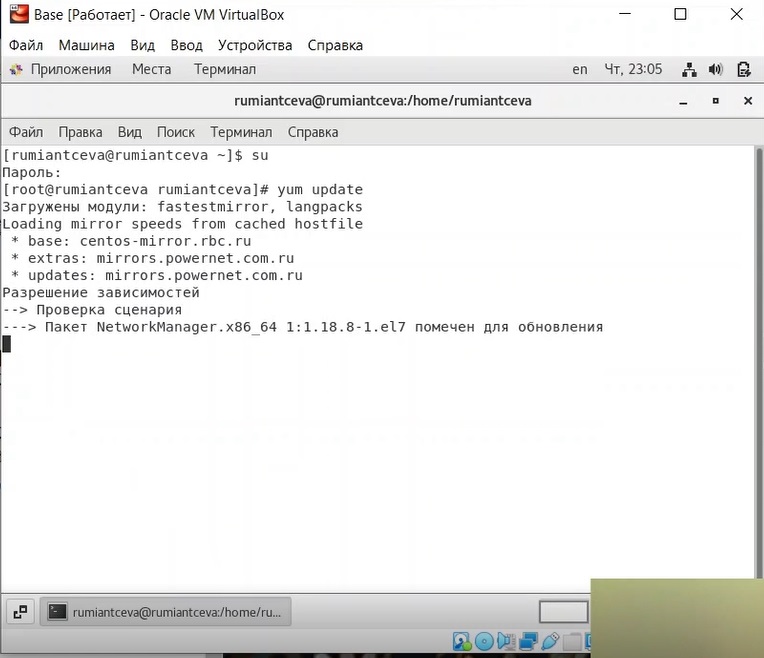 Base [Работает] - Oracle VM VirtualBox
Файл Машина Вид Ввод Устройства Справка
Приложения Места Терминал en Чт, 23:05
rumiantceva@rumiantceva:/home/rumiantceva
Файл Правка Вид Поиск Терминал Справка
[rumiantceva@rumiantceva ~]$ su
Пароль:
[root@rumiantceva rumiantceva]# yum update
Загружены модули: fastestmirror, langpacks
Loading mirror speeds from cached hostfile
* base: centos-mirror.rbc.ru
* extras: mirrors.powernet.com.ru
* updates: mirrors.powernet.com.ru
Разрешение зависимостей
--> Проверка сценария
---> Пакет NetworkManager.x86_64 1:1.18.8-1.el7 помечен для обновления
rumiantceva@rumiantceva:/home/ru...